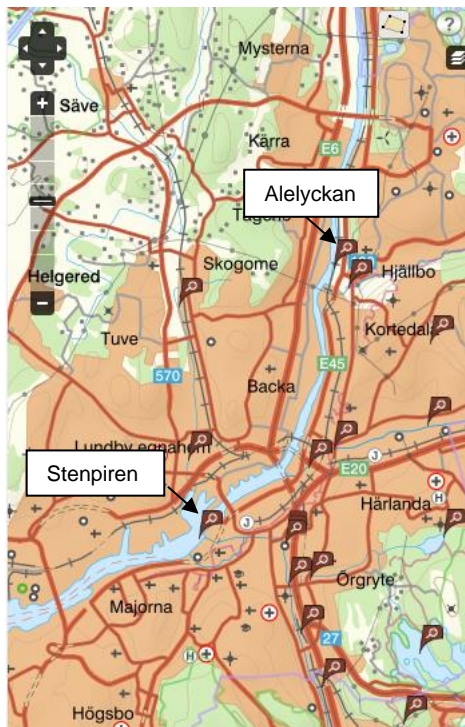 Mysterna
?
Säve
Kärra
E6
Alelyckan
Skogome
Hjällbo
Helgered
Kortedala
Tuve
E45
570
Backa
Lundby egnahem
J
E20
Stenpiren
H
Härlanda
J
Örgryte
Majorna
27
H
Högsbo